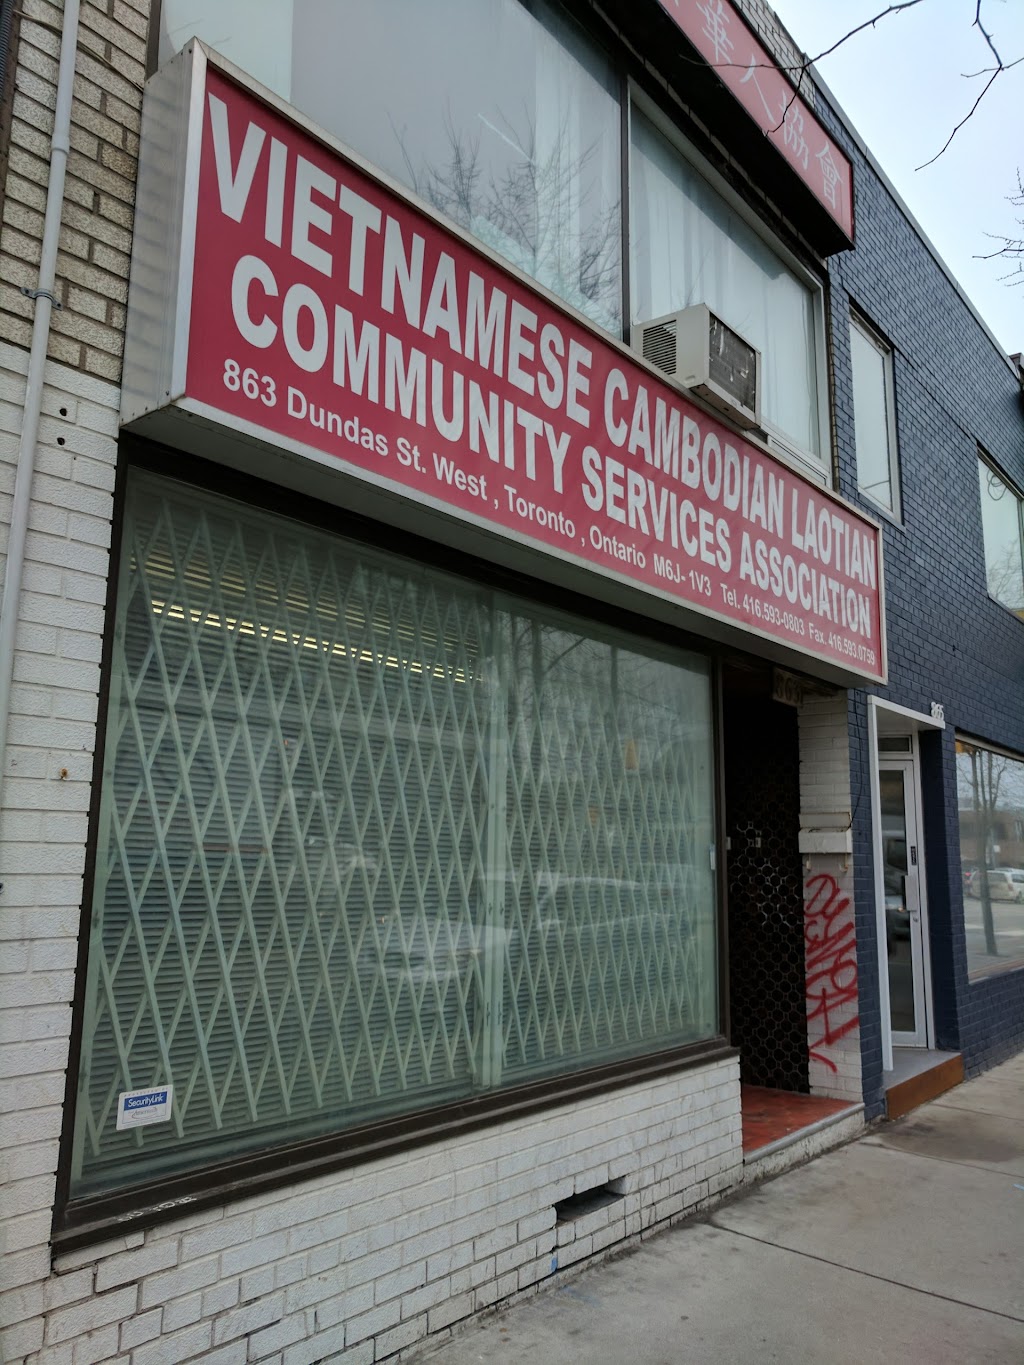 華人協會
VIETNAMESE CAMBODIAN LAOTIAN
COMMUNITY SERVICES ASSOCIATION
863 Dundas St. West , Toronto , Ontario M6J-1V3 Tel. 416.593-0803 Fax. 416.593.0759
865
SecurityLink